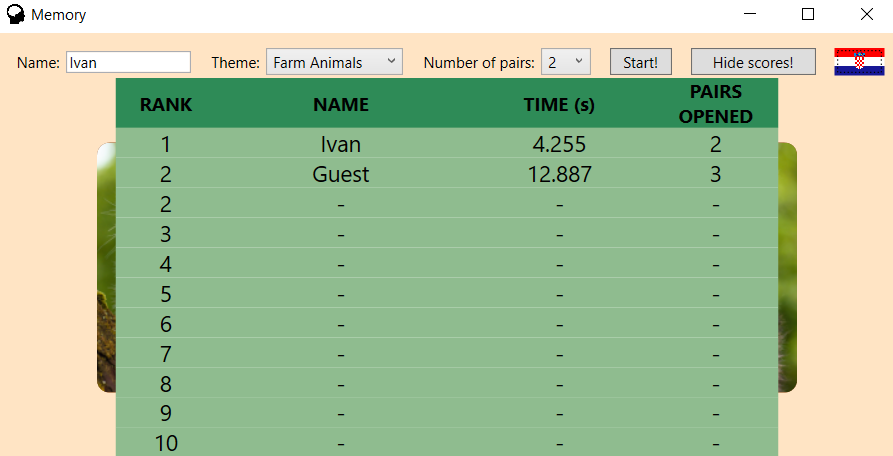 Memory
Name: Ivan Theme: Farm Animals Number of pairs: 2 Start! Hide scores!
RANK NAME TIME (s) PAIRS OPENED
1 Ivan 4.255 2
2 Guest 12.887 3
2 - - -
3 - - -
4 - - -
5 - - -
6 - - -
7 - - -
8 - - -
9 - - -
10 - - -